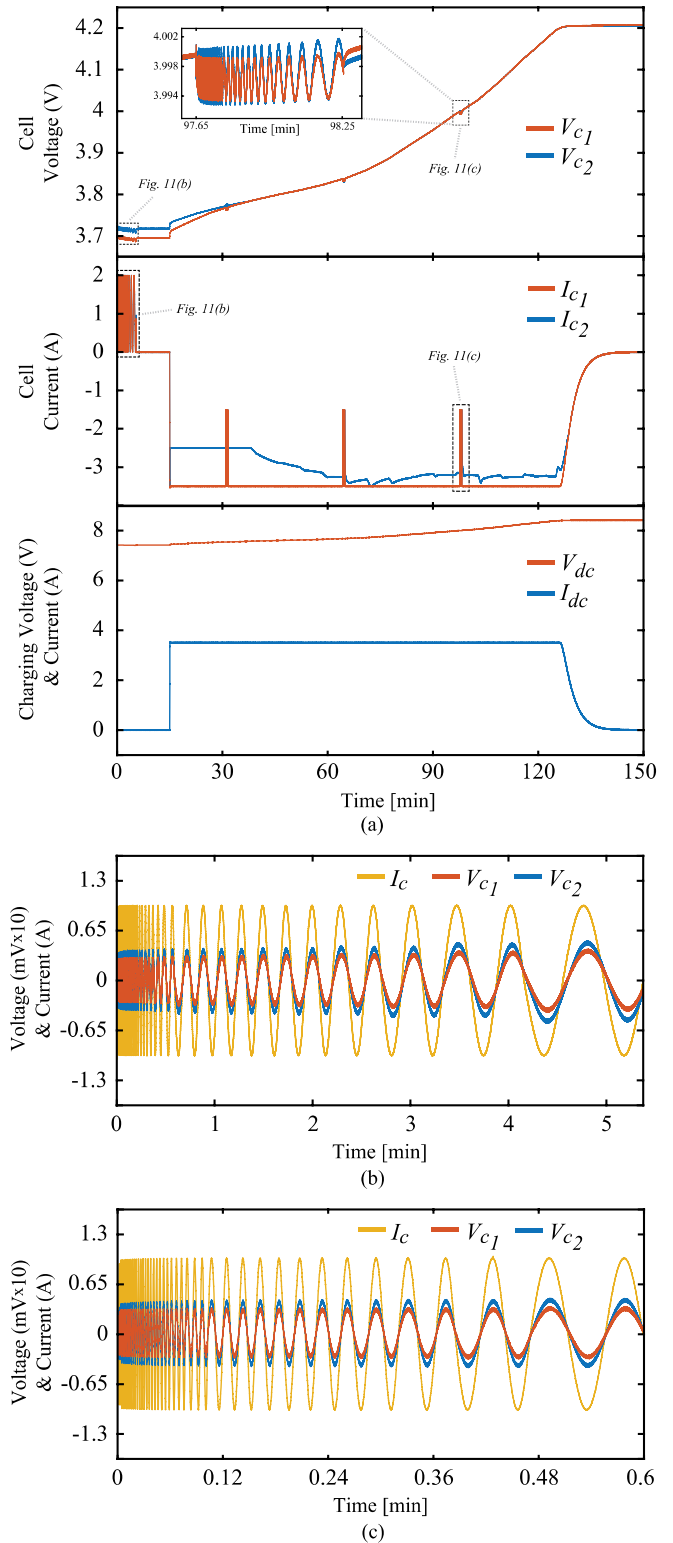 4.2
4.1
4
3.9
3.8
3.7
Cell
Voltage (V)
4.002
3.998
3.994
97.65
Time [min]
98.25
Fig. 11(b)
Fig. 11(c)
Vc1
Vc2
2
1
0
-1
-2
-3
Cell
Current (A)
Fig. 11(b)
Fig. 11(c)
Ic1
Ic2
8
6
4
2
0
Charging Voltage (V)
& Current (A)
Vdc
Idc
0 30 60 90 120 150
Time [min]
(a)
Ic Vc1 Vc2
1.3
0.65
0
-0.65
-1.3
Voltage (mV×10)
& Current (A)
0 1 2 3 4 5
Time [min]
(b)
Ic Vc1 Vc2
1.3
0.65
0
-0.65
-1.3
Voltage (mV×10)
& Current (A)
0 0.12 0.24 0.36 0.48 0.6
Time [min]
(c)